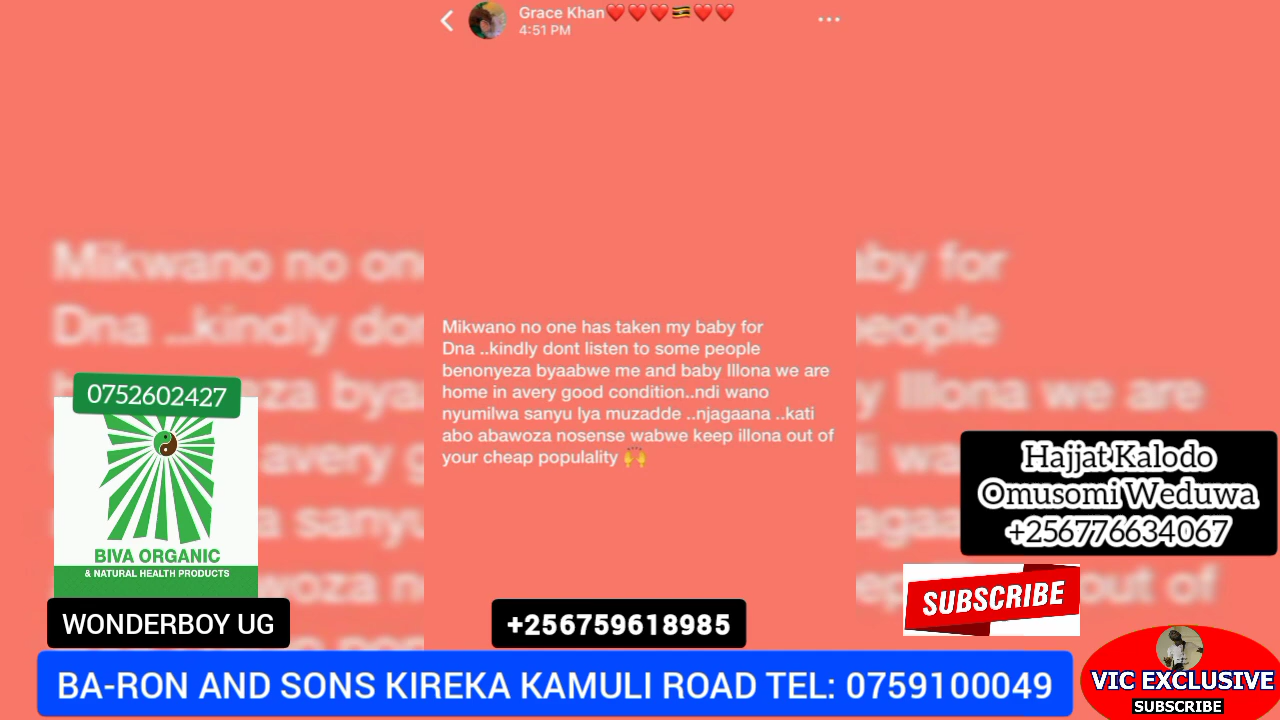 Grace Khan❤️❤️❤️🇺🇬❤️❤️
4:51 PM
Mikwano no one has taken my baby for
Dna ..kindly dont listen to some people
benonyeza byaabwe me and baby Illona we are
home in avery good condition..ndi wano
nyumilwa sanyu lya muzadde ..njagaana ..kati
abo abawoza nosense wabwe keep illona out of
your cheap populality 🙌
0752602427
BIVA ORGANIC
& NATURAL HEALTH PRODUCTS
WONDERBOY UG
+256759618985
Hajjat Kalodo
Omusomi Weduwa
+256776634067
SUBSCRIBE
BA-RON AND SONS KIREKA KAMULI ROAD TEL: 0759100049
VIC EXCLUSIVE
SUBSCRIBE